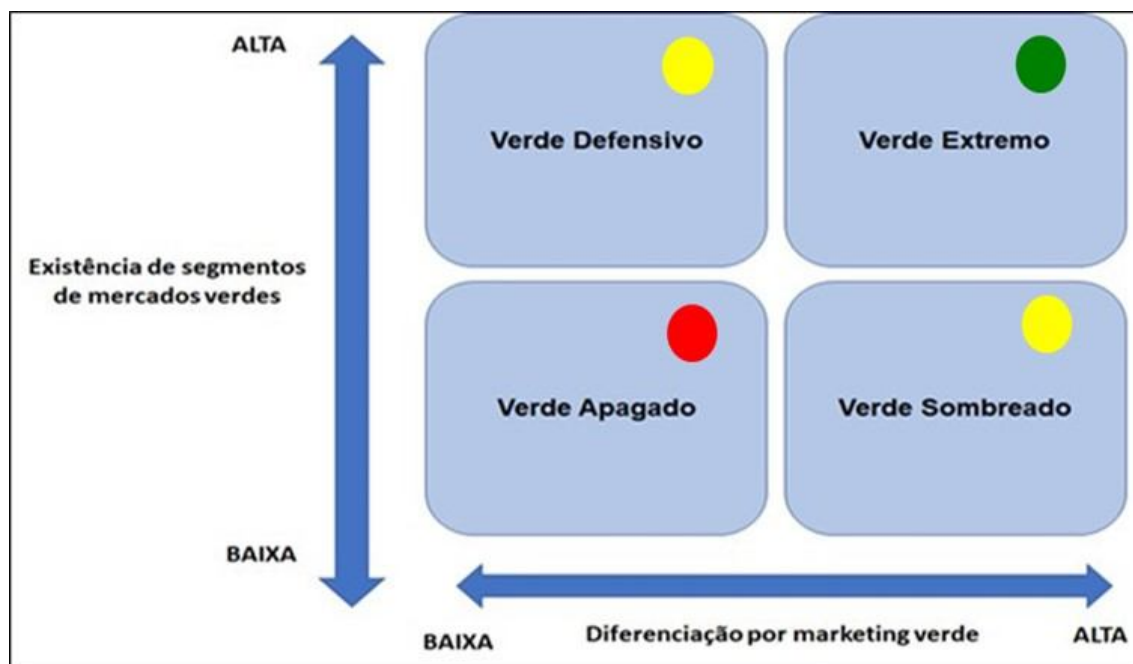 ALTA
Verde Defensivo
Verde Extremo
Existência de segmentos
de mercados verdes
Verde Apagado
Verde Sombreado
BAIXA
BAIXA
Diferenciação por marketing verde
ALTA